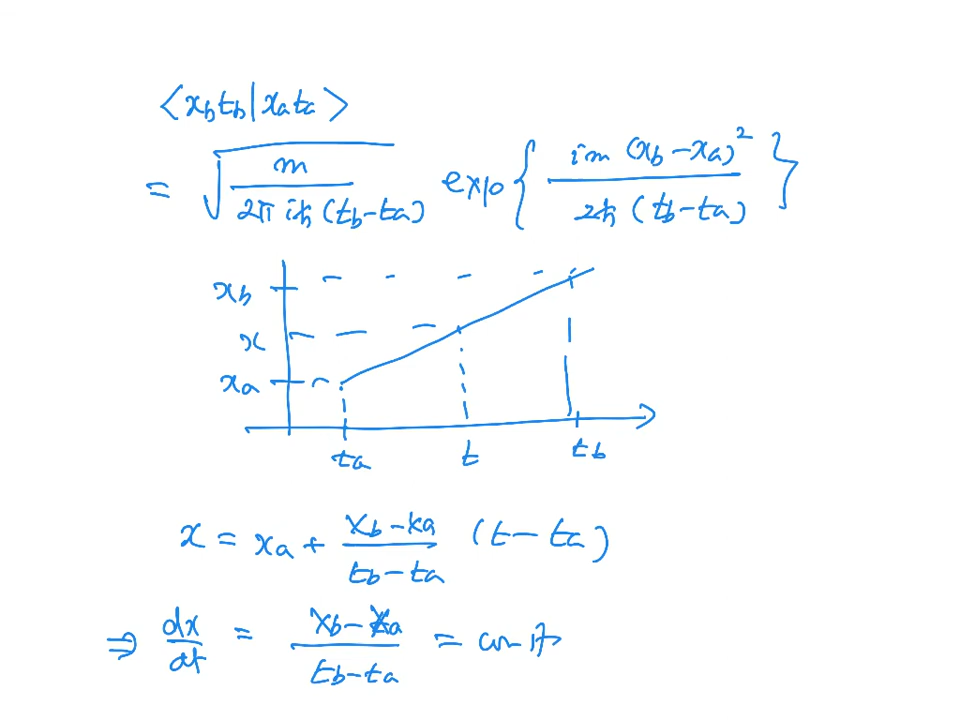 ⟨x_b t_b | x_a t_a⟩
= √(m / 2πiħ(t_b - t_a)) exp{ im(x_b - x_a)² / 2ħ(t_b - t_a) }
x_b
x
x_a
t_a t t_b
x = x_a + (x_b - x_a)/(t_b - t_a) (t - t_a)
⇒ dx/dt = (x_b - x_a)/(t_b - t_a) = const